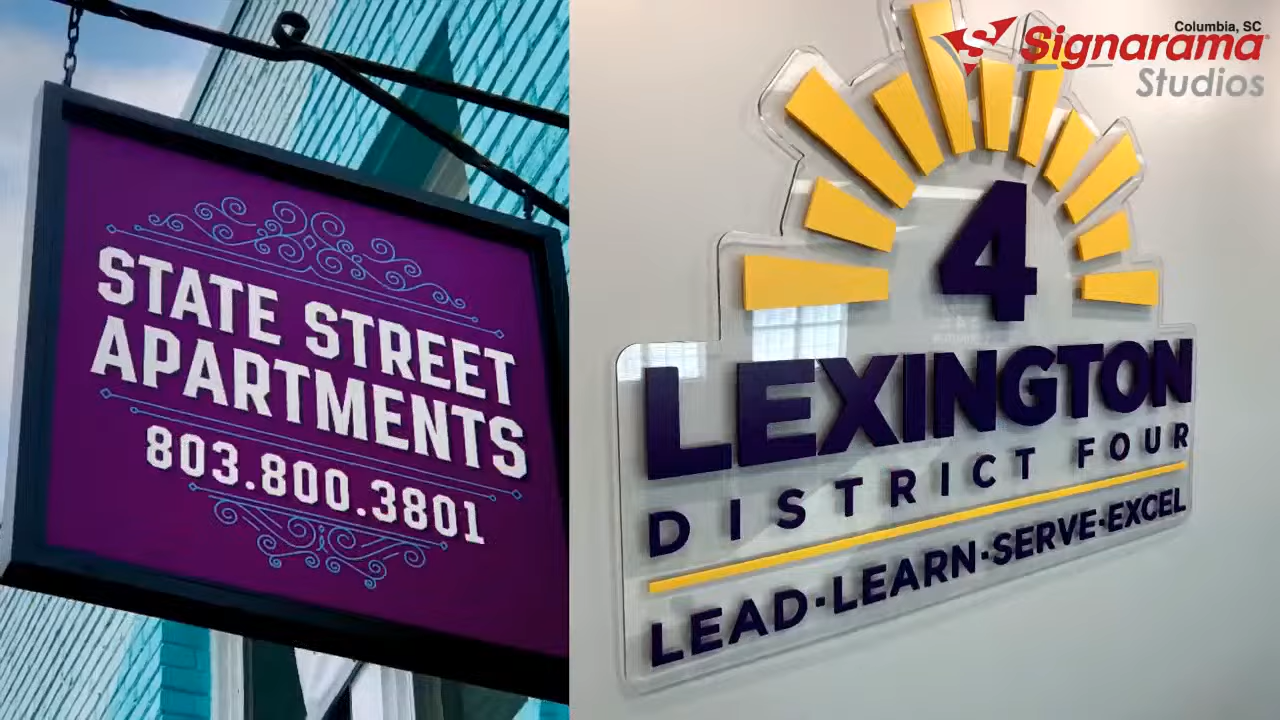 STATE STREET
APARTMENTS
803.800.3801
Columbia, SC
Signarama
Studios
4
LEXINGTON
DISTRICT FOUR
LEAD·LEARN·SERVE·EXCEL